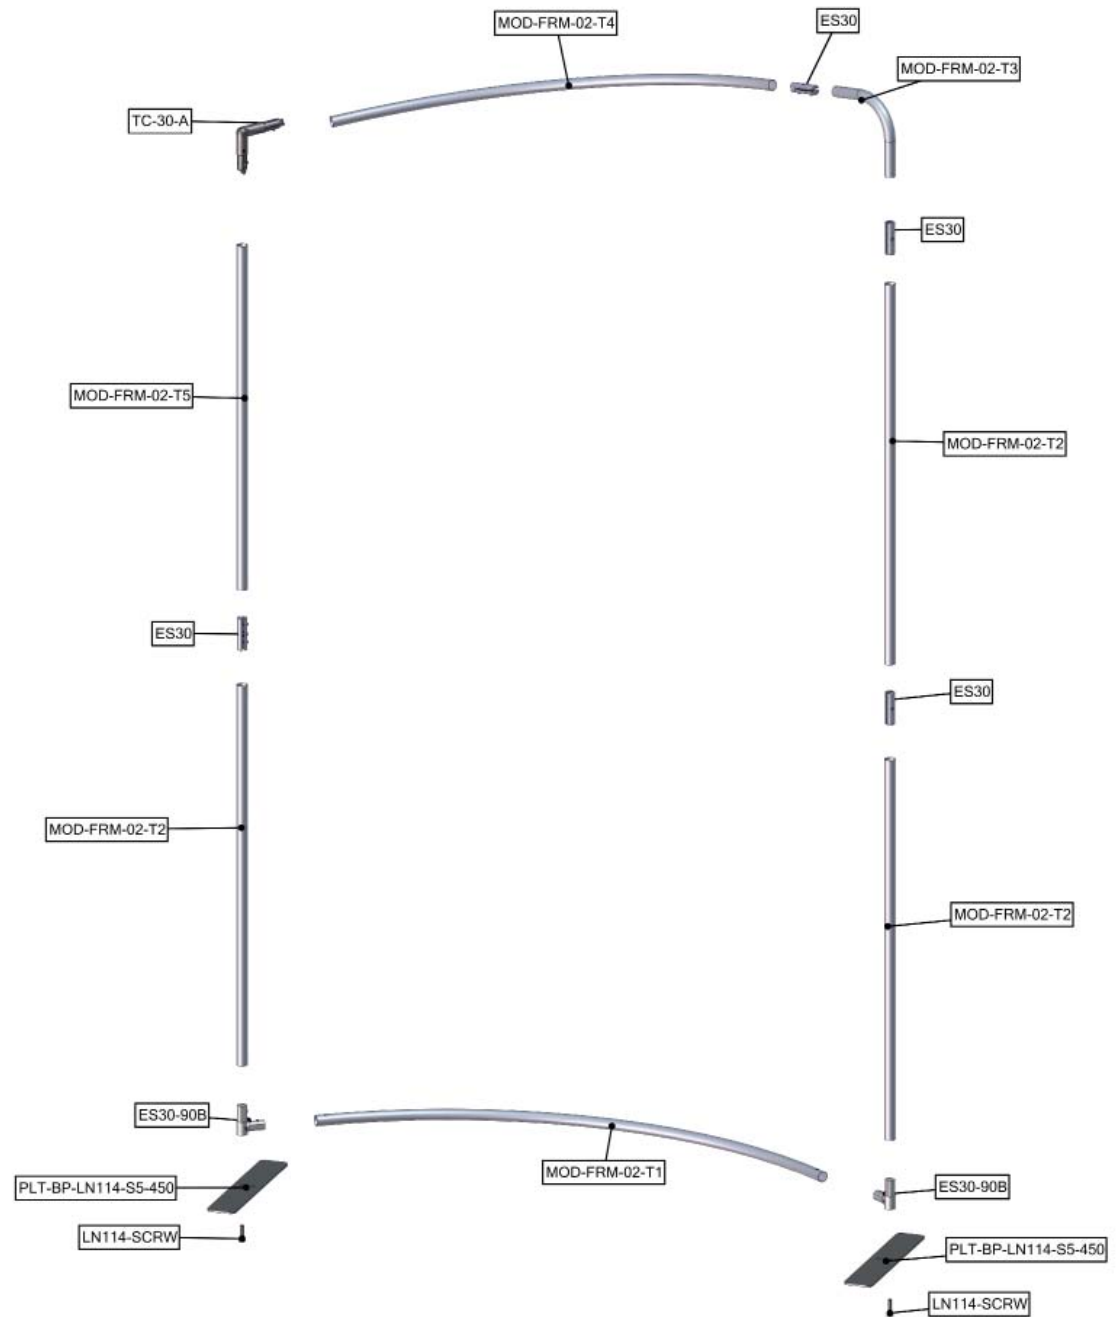 MOD-FRM-02-T4
ES30
MOD-FRM-02-T3
TC-30-A
ES30
MOD-FRM-02-T5
MOD-FRM-02-T2
ES30
ES30
MOD-FRM-02-T2
MOD-FRM-02-T2
ES30-90B
MOD-FRM-02-T1
PLT-BP-LN114-S5-450
ES30-90B
LN114-SCRW
PLT-BP-LN114-S5-450
LN114-SCRW